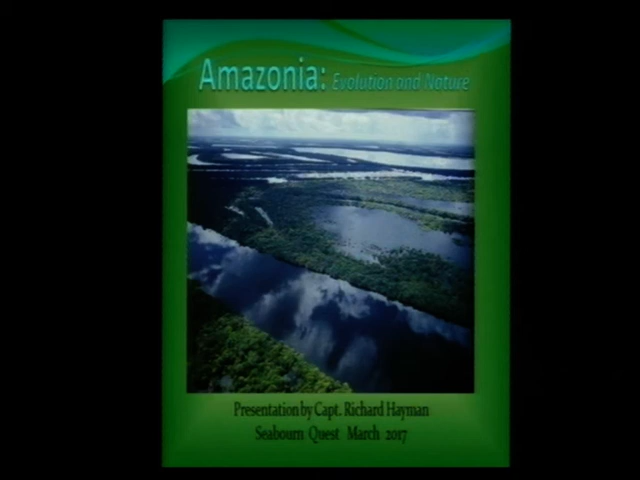 Amazonia: Evolution and Nature
Presentation by Capt. Richard Hayman
Seabourn Quest March 2017